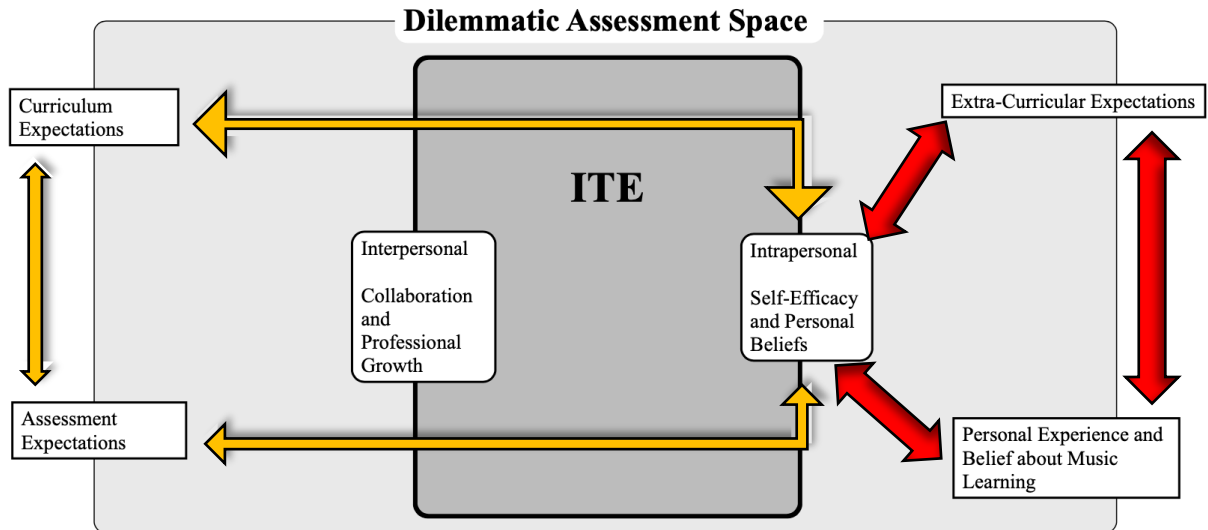 Dilemmatic Assessment Space
Curriculum
Expectations
Extra-Curricular Expectations
ITE
Interpersonal
Collaboration
and
Professional
Growth
Intrapersonal
Self-Efficacy
and Personal
Beliefs
Assessment
Expectations
Personal Experience and
Belief about Music
Learning